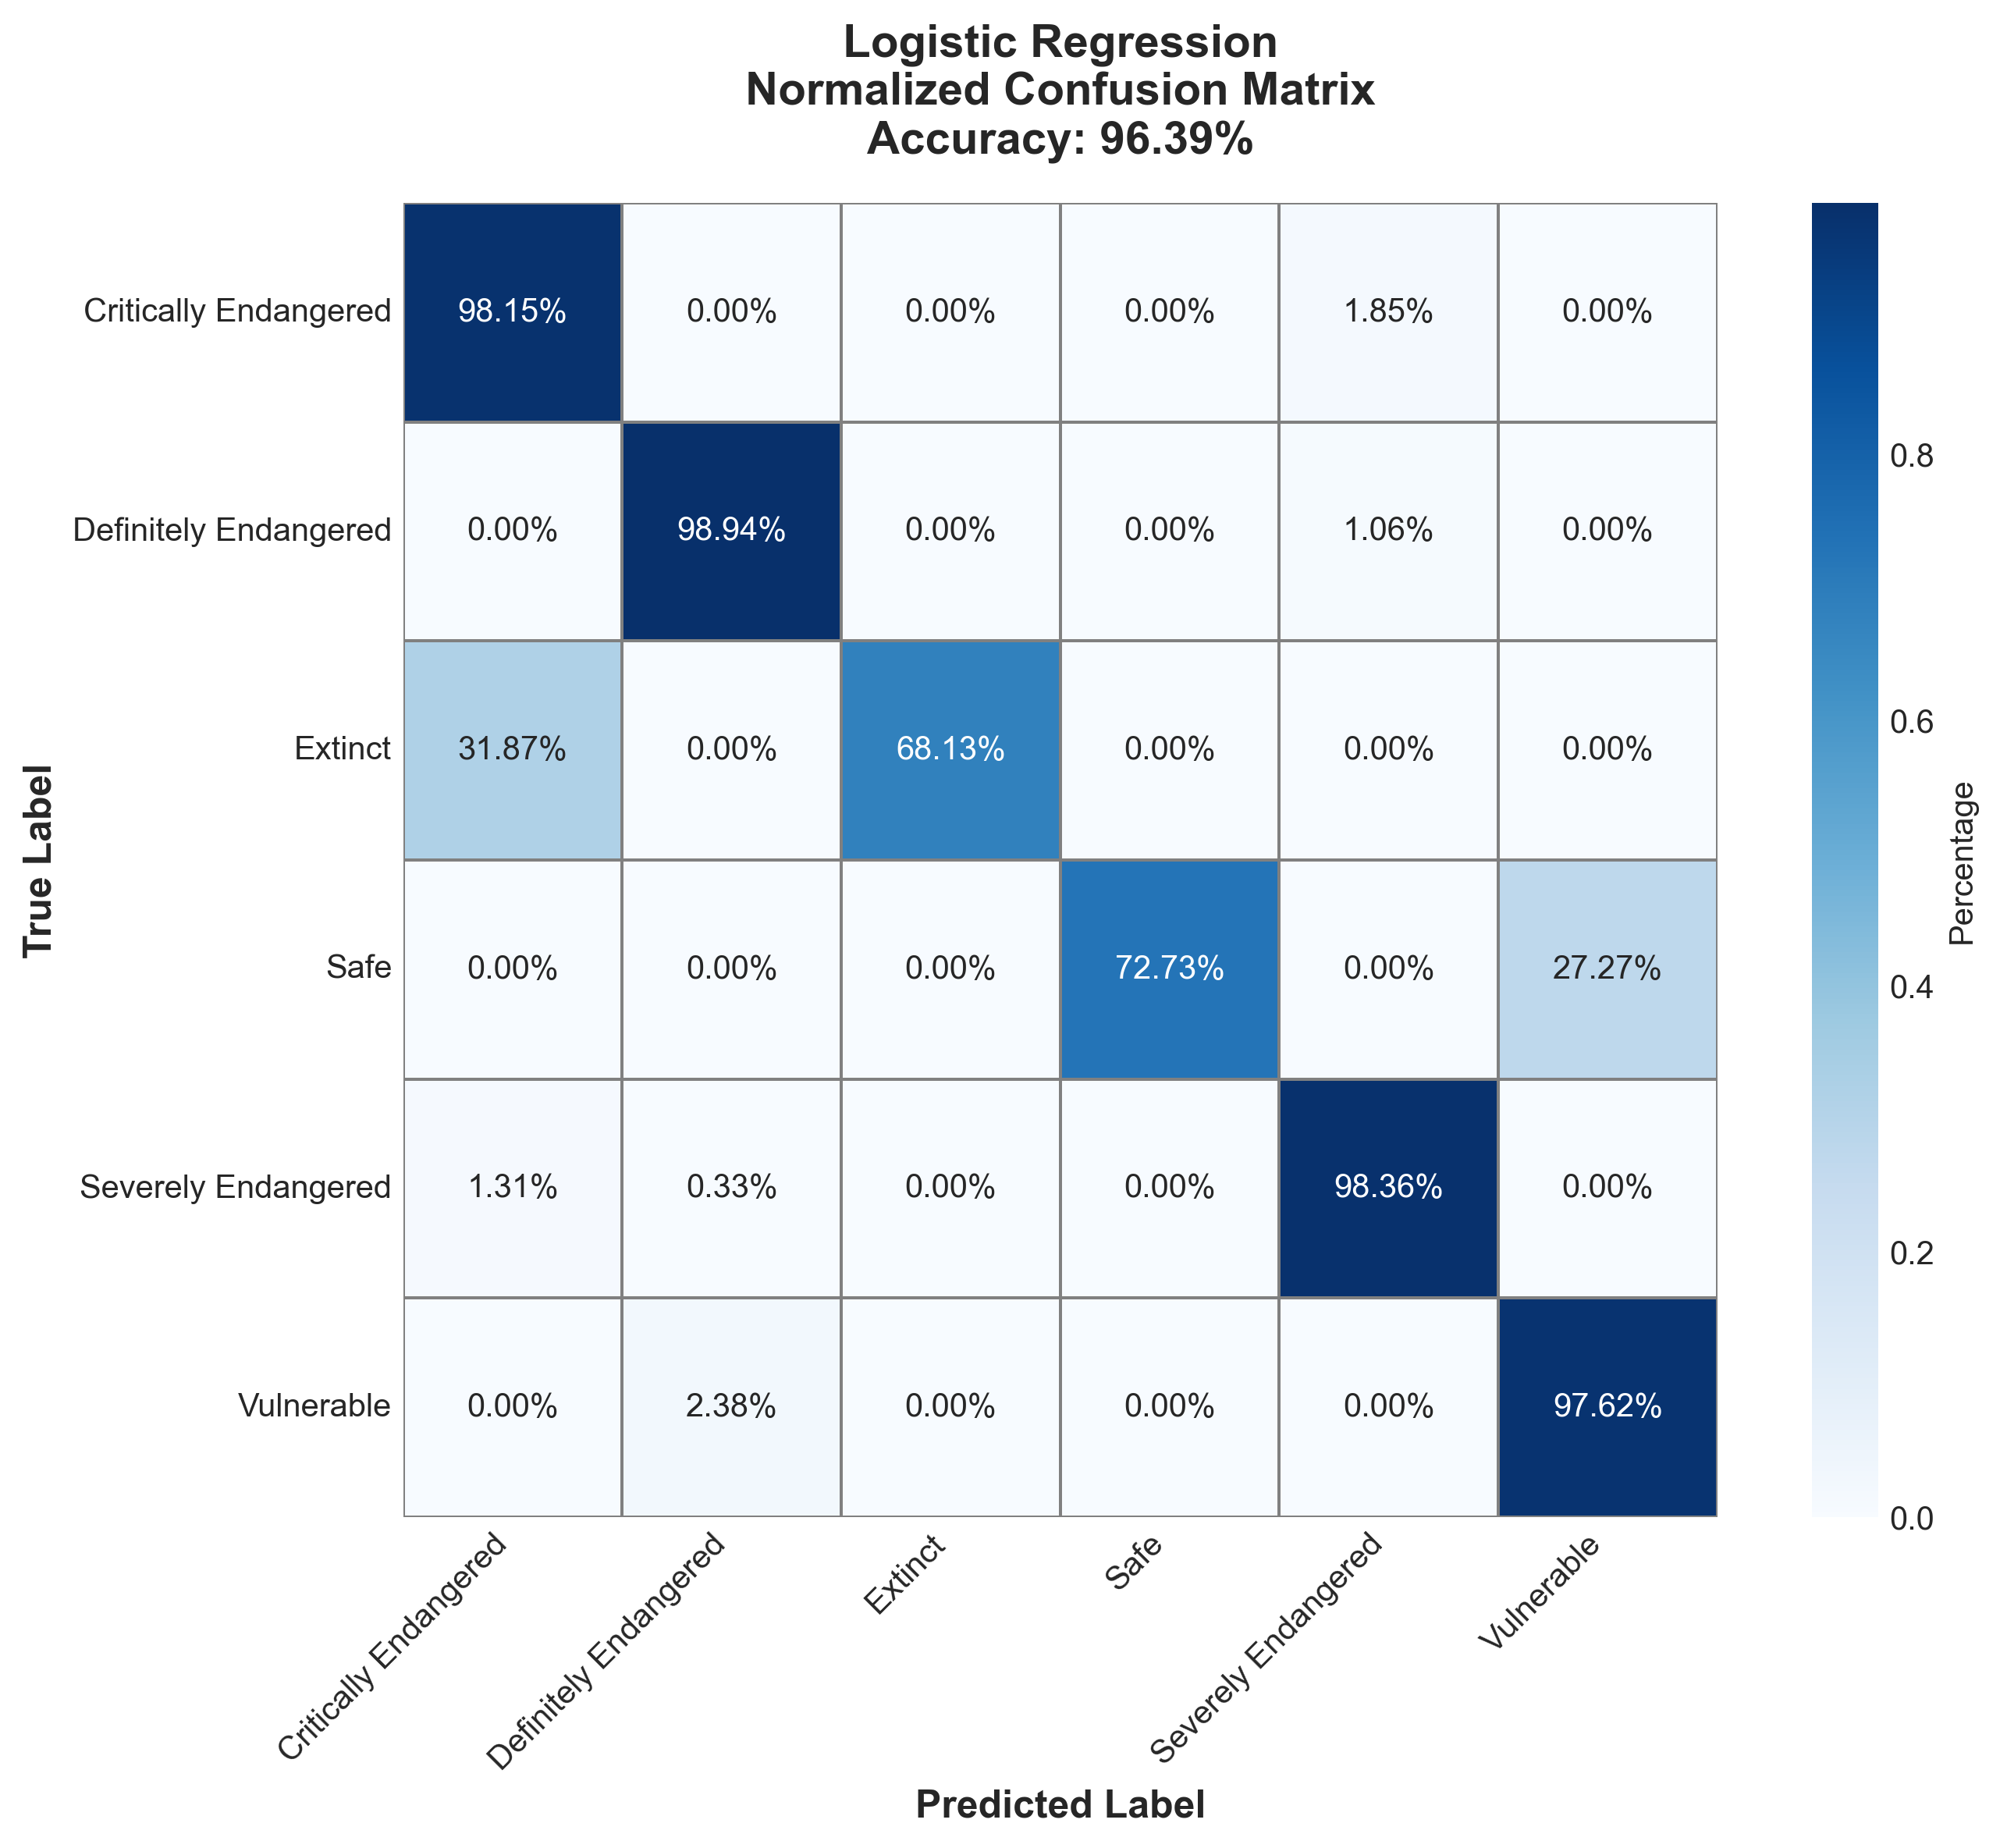 Logistic Regression
Normalized Confusion Matrix
Accuracy: 96.39%
Critically Endangered 98.15% 0.00% 0.00% 0.00% 1.85% 0.00%
Definitely Endangered 0.00% 98.94% 0.00% 0.00% 1.06% 0.00%
Extinct 31.87% 0.00% 68.13% 0.00% 0.00% 0.00%
Safe 0.00% 0.00% 0.00% 72.73% 0.00% 27.27%
Severely Endangered 1.31% 0.33% 0.00% 0.00% 98.36% 0.00%
Vulnerable 0.00% 2.38% 0.00% 0.00% 0.00% 97.62%
True Label
Critically Endangered
Definitely Endangered
Extinct
Safe
Severely Endangered
Vulnerable
Predicted Label
0.8
0.6
0.4
0.2
0.0
Percentage